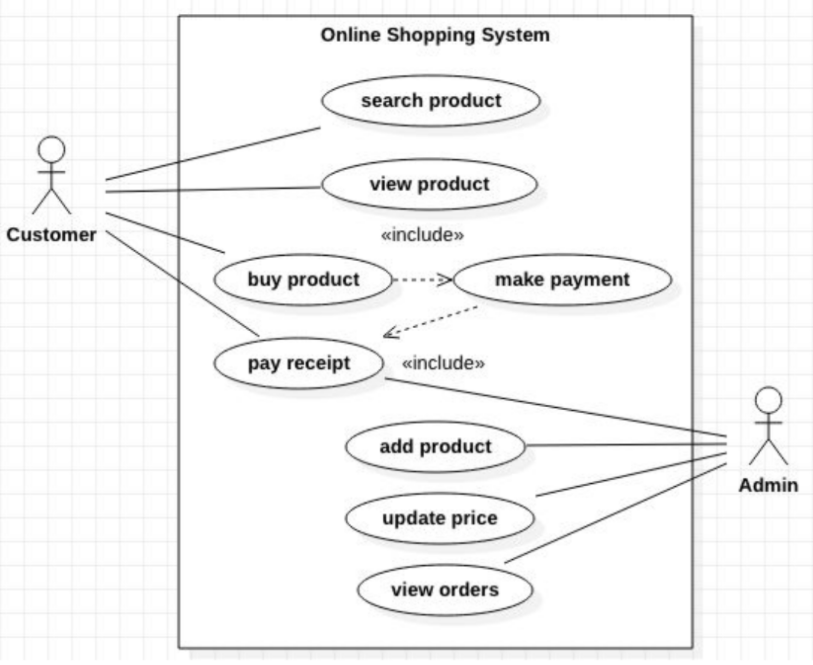 Online Shopping System
search product
view product
Customer
«include»
buy product
make payment
pay receipt
«include»
add product
Admin
update price
view orders